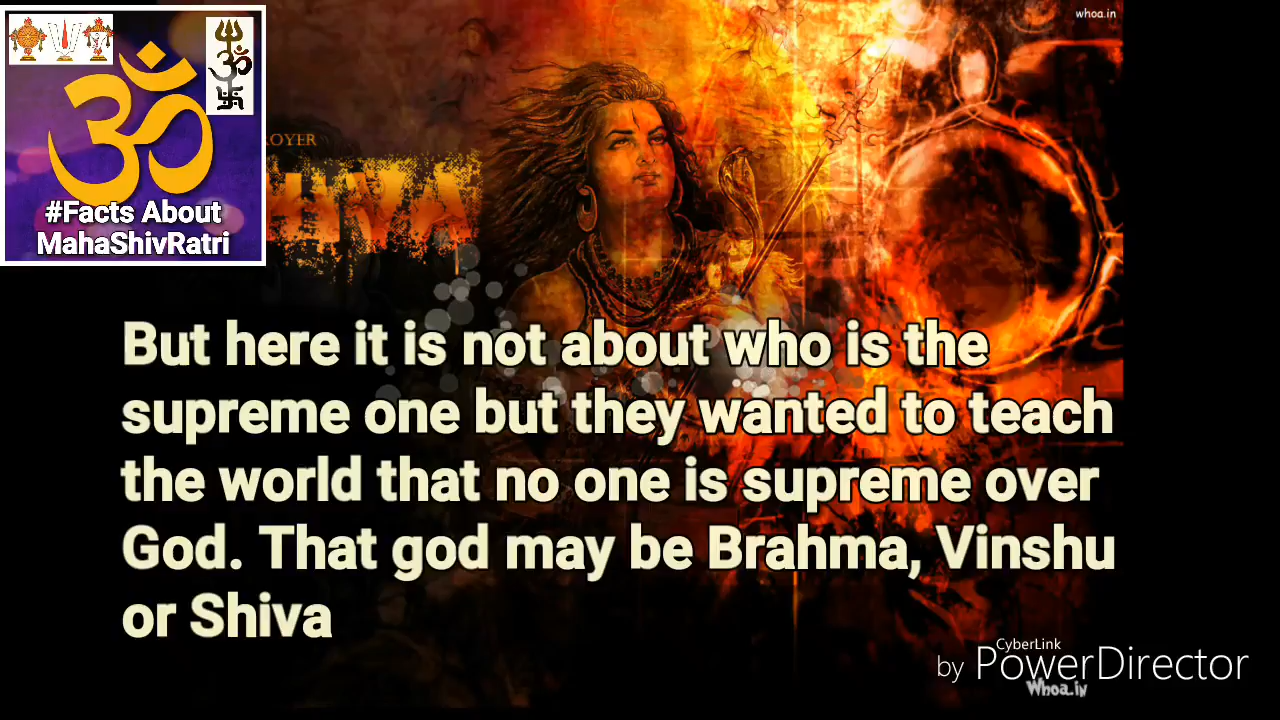 whoa.in
ॐ
ॐ
#Facts About
MahaShivRatri
ROYER
But here it is not about who is the
supreme one but they wanted to teach
the world that no one is supreme over
God. That god may be Brahma, Vinshu
or Shiva
CyberLink
by PowerDirector
Whoa.in